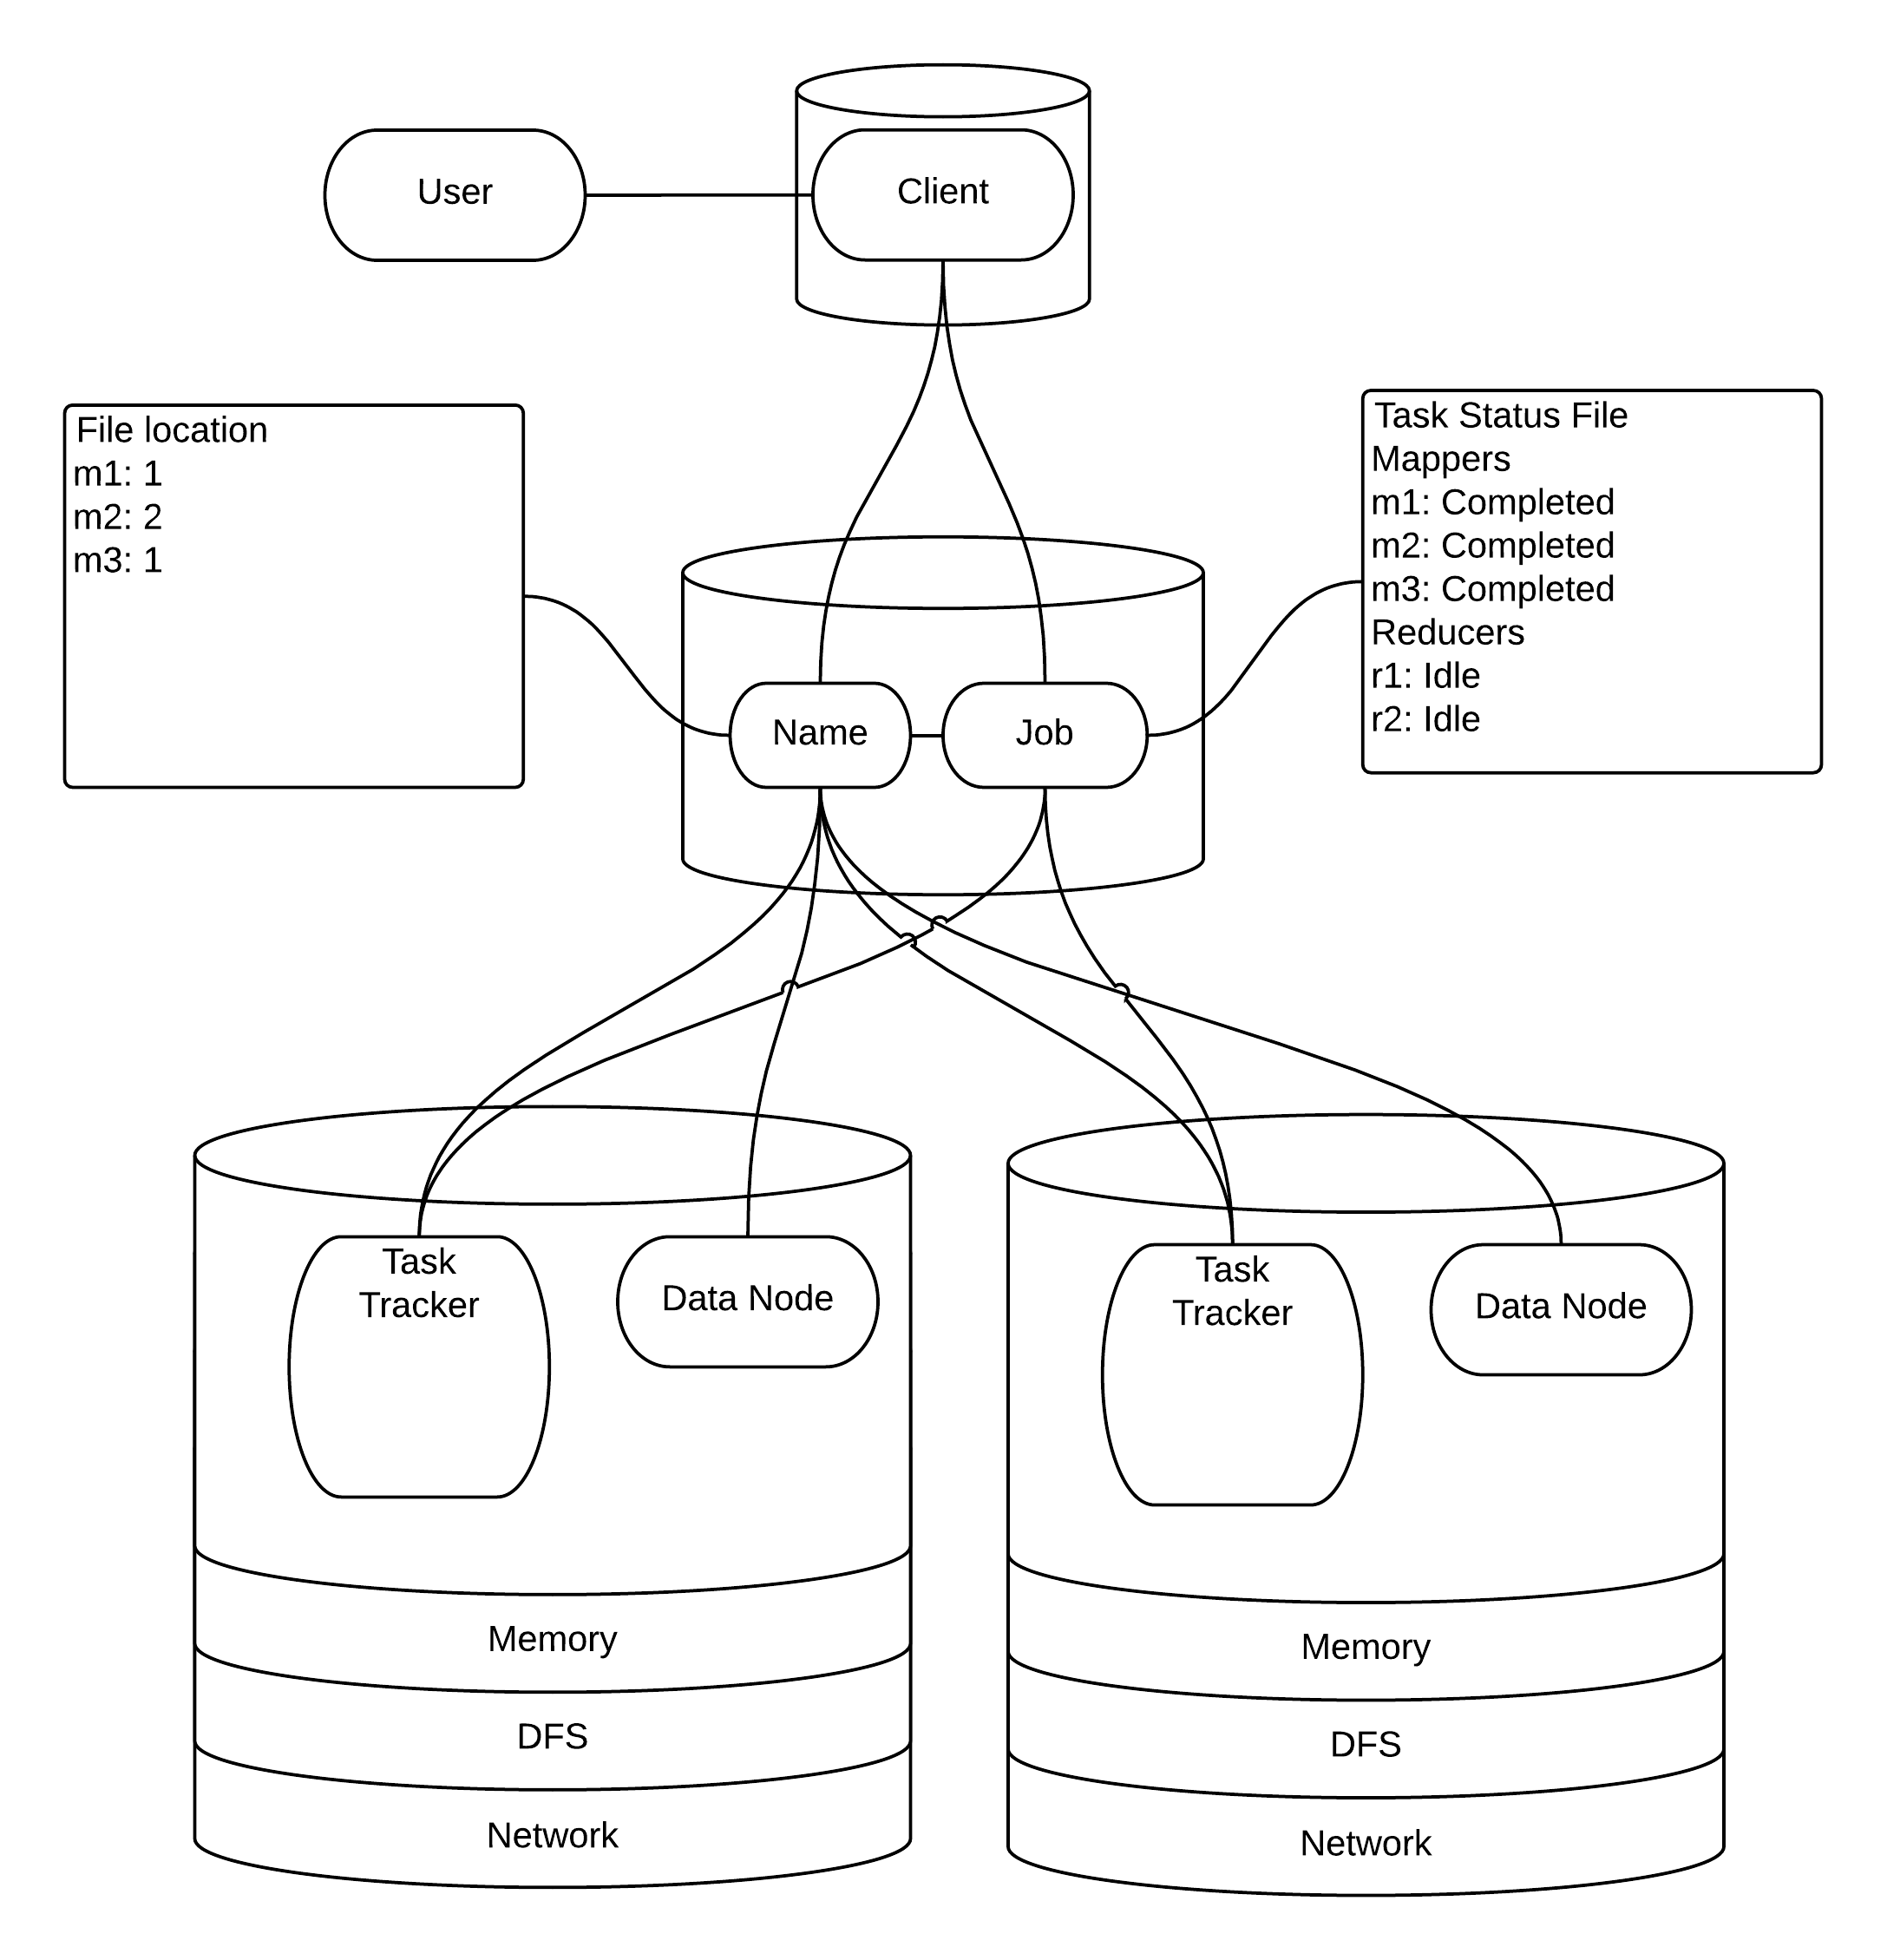 User
Client
File location
m1: 1
m2: 2
m3: 1
Task Status File
Mappers
m1: Completed
m2: Completed
m3: Completed
Reducers
r1: Idle
r2: Idle
Name
Job
Task
Tracker
Data Node
Memory
DFS
Network
Task
Tracker
Data Node
Memory
DFS
Network